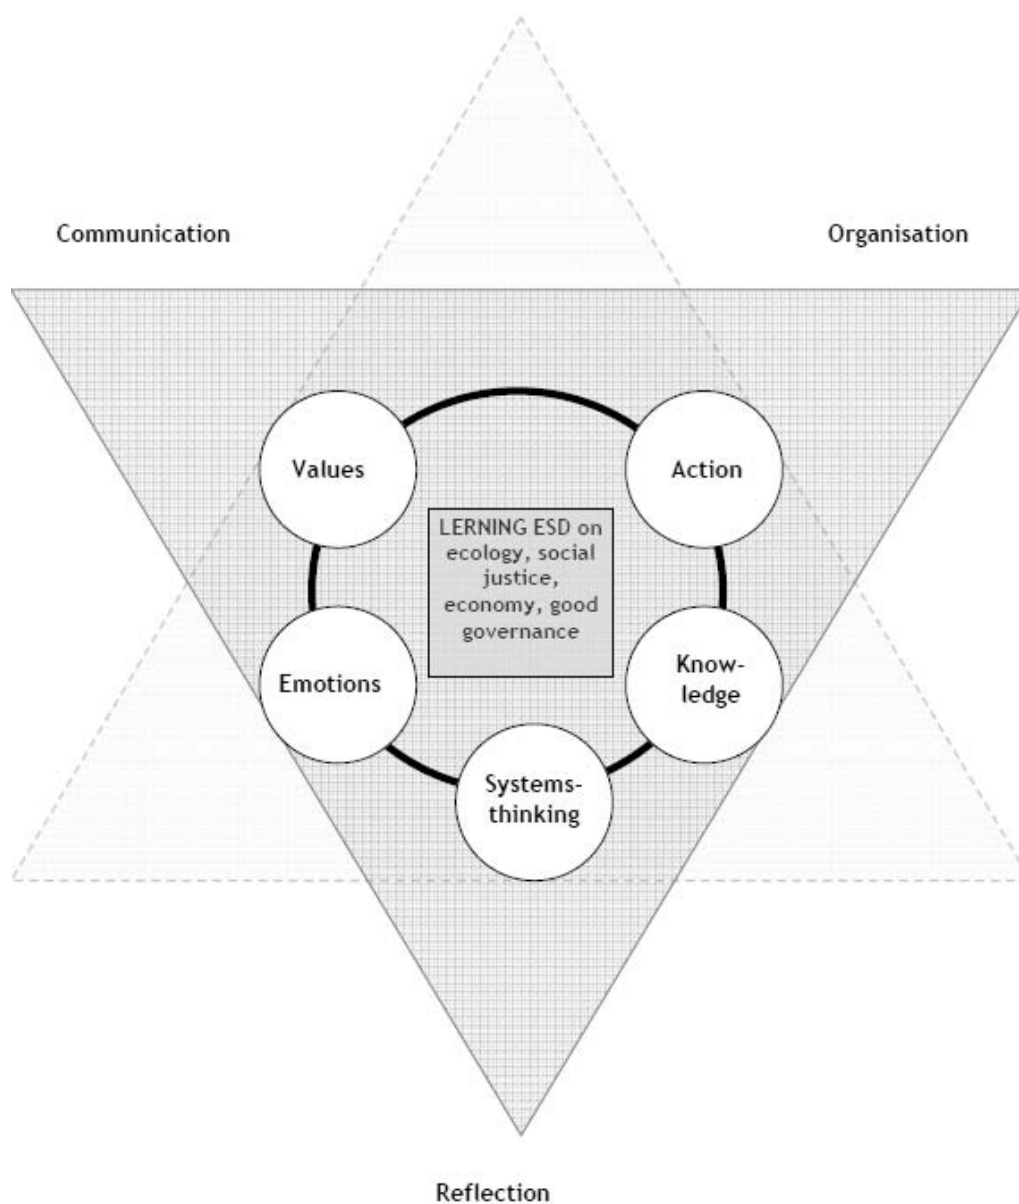 Communication
Organisation
Values
Action
LERNING ESD on
ecology, social
justice,
economy, good
governance
Emotions
Know-
ledge
Systems-
thinking
Reflection